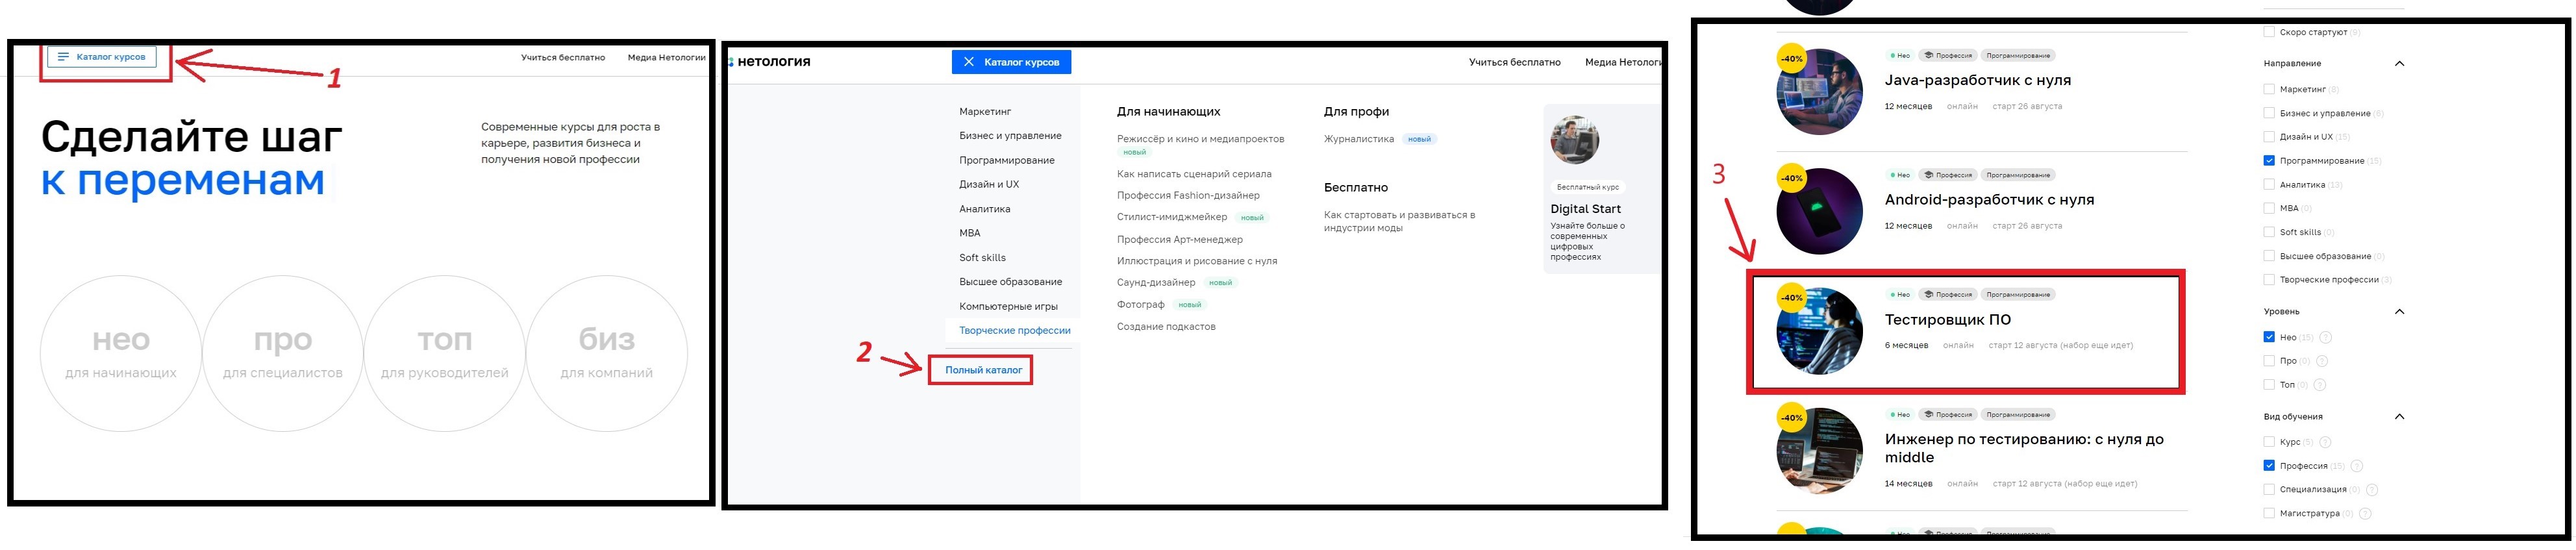 Каталог курсов
Учиться бесплатно
Медиа Нетологии
1
Сделайте шаг
к переменам
Современные курсы для роста в
карьере, развития бизнеса и
получения новой профессии
нео
для начинающих
про
для специалистов
топ
для руководителей
биз
для компаний
нетология
Каталог курсов
Учиться бесплатно
Медиа Нетологи
Маркетинг
Бизнес и управление
Программирование
Дизайн и UX
Аналитика
MBA
Soft skills
Высшее образование
Компьютерные игры
Творческие профессии
2
Полный каталог
Для начинающих
Режиссёр и кино и медиапроектов
новый
Как написать сценарий сериала
Профессия Fashion-дизайнер
Стилист-имиджмейкер новый
Профессия Арт-менеджер
Иллюстрация и рисование с нуля
Саунд-дизайнер новый
Фотограф новый
Создание подкастов
Для профи
Журналистика новый
Бесплатно
Как стартовать и развиваться в
индустрии моды
Бесплатный курс
Digital Start
Узнайте больше о
современных
цифровых
профессиях
3
-40%
Нео Профессия Программирование
Java-разработчик с нуля
12 месяцев онлайн старт 26 августа
-40%
Нео Профессия Программирование
Android-разработчик с нуля
12 месяцев онлайн старт 26 августа
-40%
Нео Профессия Программирование
Тестировщик ПО
6 месяцев онлайн старт 12 августа (набор еще идет)
-40%
Нео Профессия Программирование
Инженер по тестированию: с нуля до
middle
14 месяцев онлайн старт 12 августа (набор еще идет)
Нео Профессия Программирование
Скоро стартуют (9)
Направление
Маркетинг (8)
Бизнес и управление (6)
Дизайн и UX (15)
Программирование (15)
Аналитика (12)
MBA (0)
Soft skills (0)
Высшее образование (0)
Творческие профессии (3)
Уровень
Нео (15) ?
Про (0) ?
Топ (0) ?
Вид обучения
Курс (5) ?
Профессия (15) ?
Специализация (0) ?
Магистратура (0) ?